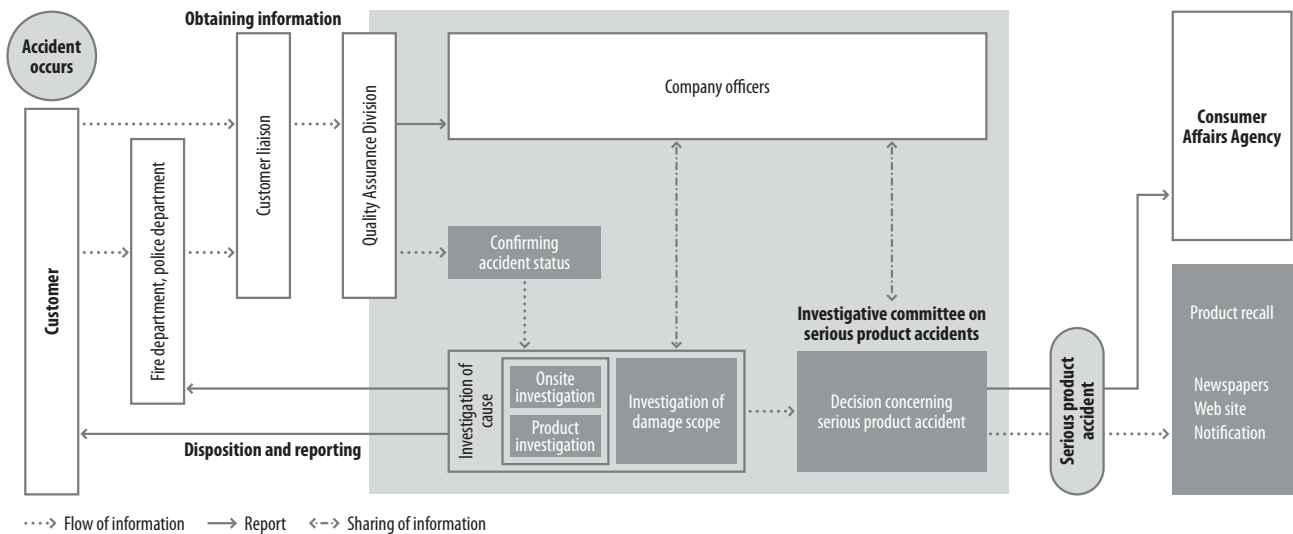 Obtaining information
Accident
occurs
Customer
Fire department, police department
Customer liaison
Quality Assurance Division
Company officers
Confirming
accident status
Investigation of
cause
Onsite
investigation
Product
investigation
Investigation of
damage scope
Investigative committee on
serious product accidents
Decision concerning
serious product accident
Disposition and reporting
Serious product
accident
Consumer
Affairs Agency
Product recall
Newspapers
Web site
Notification
Flow of information
Report
Sharing of information